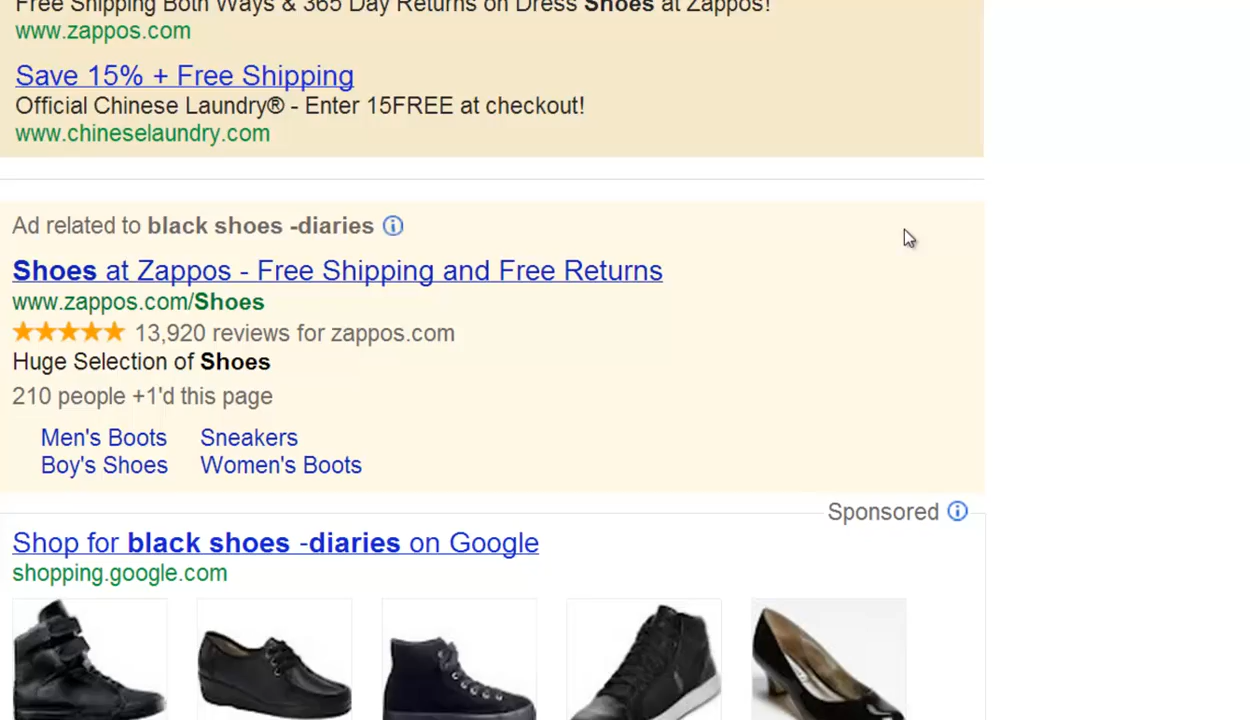 Free Shipping Both Ways & 365 Day Returns on Dress Shoes at Zappos!
www.zappos.com
Save 15% + Free Shipping
Official Chinese Laundry® - Enter 15FREE at checkout!
www.chineselaundry.com
Ad related to black shoes -diaries
Shoes at Zappos - Free Shipping and Free Returns
www.zappos.com/Shoes
13,920 reviews for zappos.com
Huge Selection of Shoes
210 people +1'd this page
Men's Boots Sneakers
Boy's Shoes Women's Boots
Sponsored
Shop for black shoes -diaries on Google
shopping.google.com